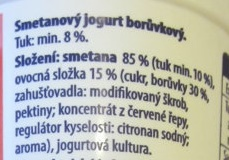 Smetanový jogurt borůvkový.
Tuk: min. 8 %.
Složení: smetana 85 % (tuk min. 10 %),
ovocná složka 15 % (cukr, borůvky 30 %,
zahušťovadla: modifikovaný škrob,
pektiny; koncentrát z červené řepy,
regulátor kyselosti: citronan sodný;
aroma), jogurtová kultura.